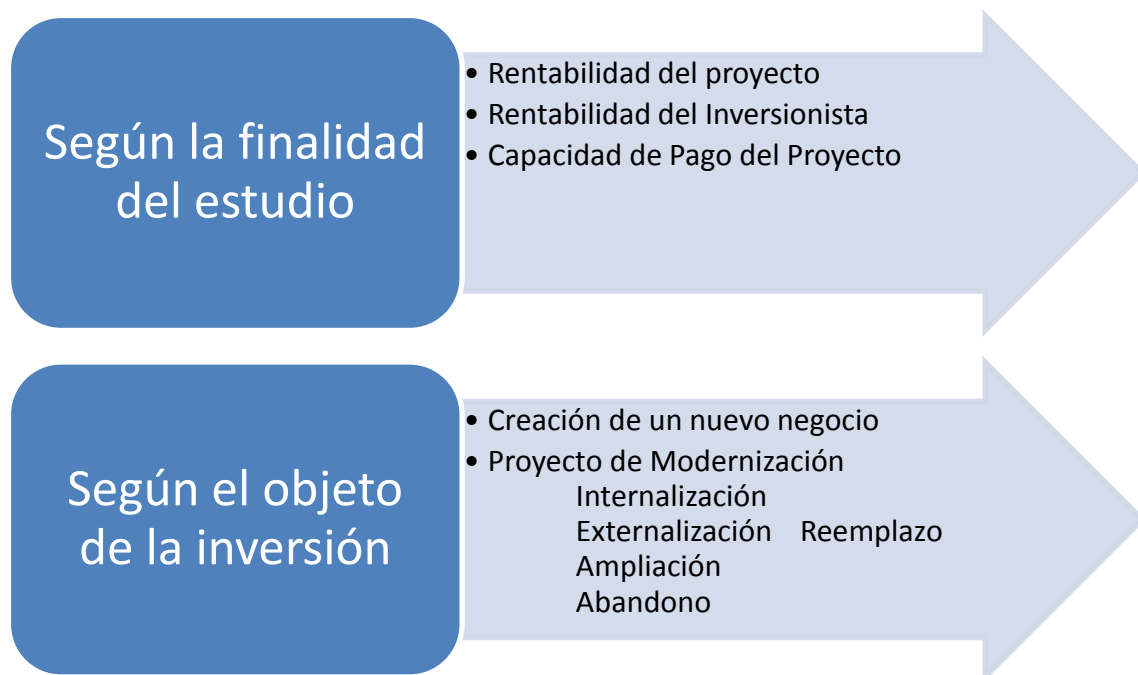 Según la finalidad
del estudio
• Rentabilidad del proyecto
• Rentabilidad del Inversionista
• Capacidad de Pago del Proyecto
Según el objeto
de la inversión
• Creación de un nuevo negocio
• Proyecto de Modernización
Internalización
Externalización Reemplazo
Ampliación
Abandono